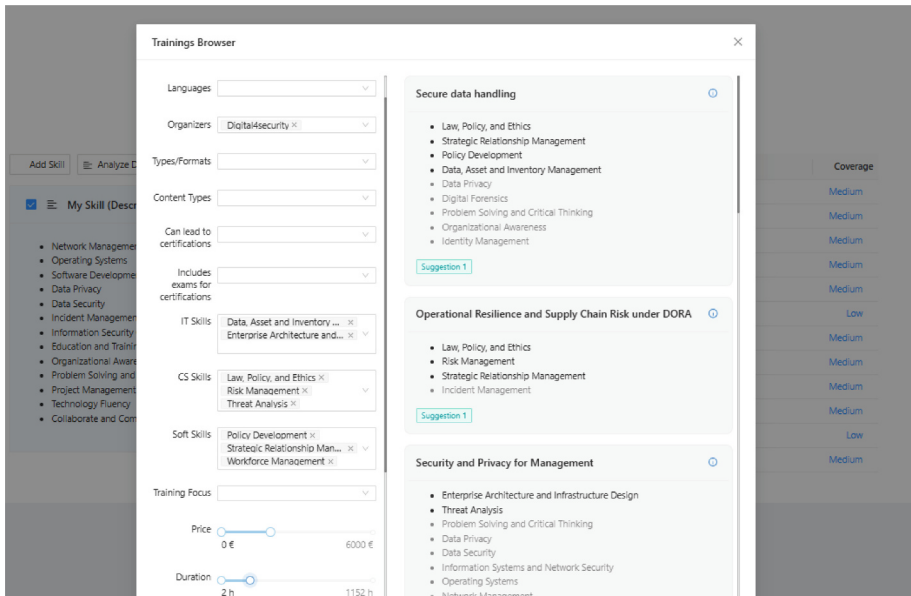 Trainings Browser
Add Skill
Analyze D
My Skill (Descr
Network Managemen
Operating Systems
Software Developme
Data Privacy
Data Security
Incident Managemen
Information Security
Education and Trainin
Organizational Aware
Problem Solving and
Project Management
Technology Fluency
Collaborate and Com
Languages
Organizers
Digital4security
Types/Formats
Content Types
Can lead to
certifications
Includes
exams for
certifications
IT Skills
Data, Asset and Inventory ...
Enterprise Architecture and...
CS Skills
Law, Policy, and Ethics
Risk Management
Threat Analysis
Soft Skills
Policy Development
Strategic Relationship Man...
Workforce Management
Training Focus
Price
0 €
6000 €
Duration
2 h
1152 h
Secure data handling
Law, Policy, and Ethics
Strategic Relationship Management
Policy Development
Data, Asset and Inventory Management
Data Privacy
Digital Forensics
Problem Solving and Critical Thinking
Organizational Awareness
Identity Management
Suggestion 1
Operational Resilience and Supply Chain Risk under DORA
Law, Policy, and Ethics
Risk Management
Strategic Relationship Management
Incident Management
Suggestion 1
Security and Privacy for Management
Enterprise Architecture and Infrastructure Design
Threat Analysis
Problem Solving and Critical Thinking
Data Privacy
Data Security
Information Systems and Network Security
Operating Systems
Network Management
Coverage
Medium
Medium
Medium
Medium
Medium
Low
Medium
Medium
Medium
Medium
Low
Medium